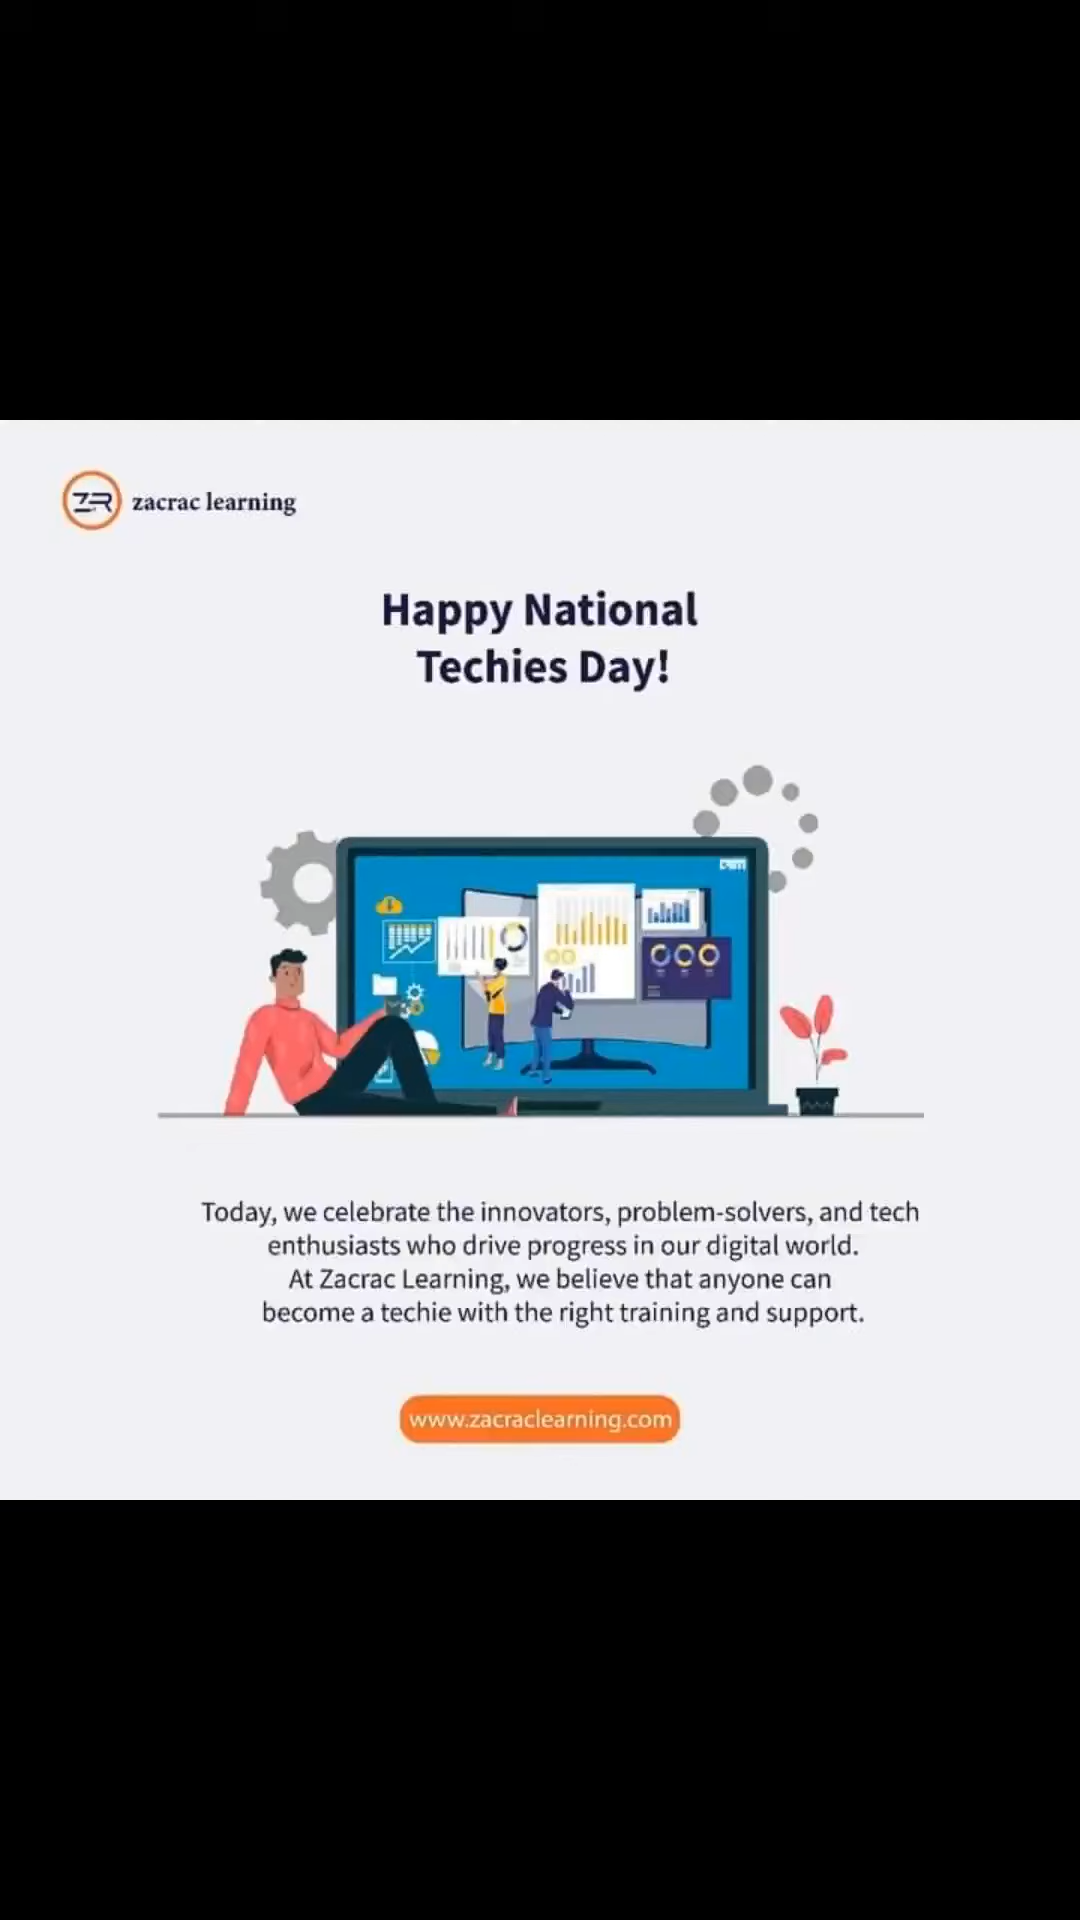 ZR zacrac learning
Happy National
Techies Day!
Today, we celebrate the innovators, problem-solvers, and tech
enthusiasts who drive progress in our digital world.
At Zacrac Learning, we believe that anyone can
become a techie with the right training and support.
www.zacraclearning.com